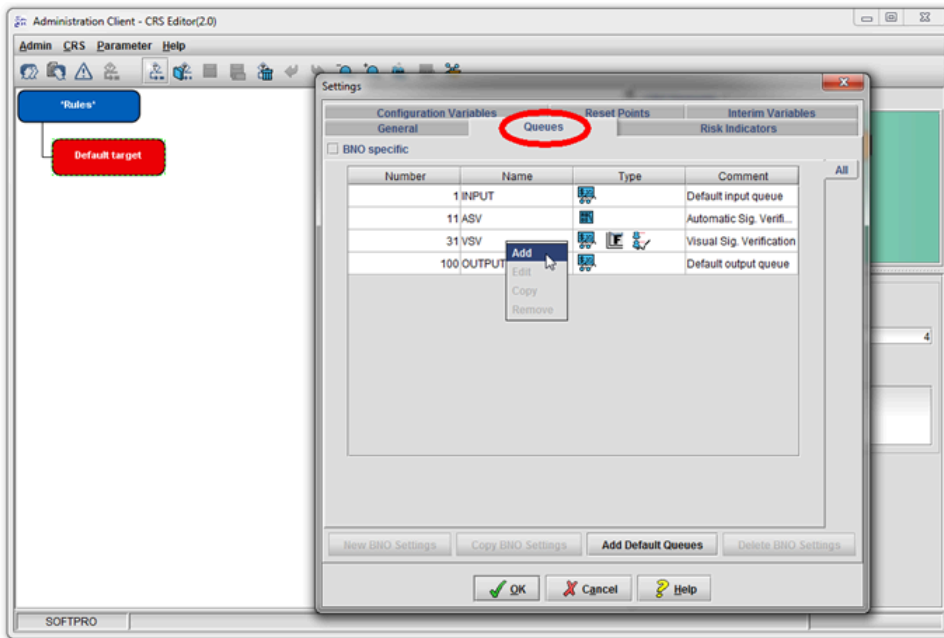 Administration Client - CRS Editor(2.0)
Admin CRS Parameter Help
*Rules*
Default target
Settings
Configuration Variables Reset Points Interim Variables
General Queues Risk Indicators
BNO specific
All
Number Name Type Comment
1 INPUT Default input queue
11 ASV Automatic Sig. Verifi...
31 VSV Visual Sig. Verification
100 OUTPUT Default output queue
Add
Edit
Copy
Remove
4
New BNO Settings Copy BNO Settings Add Default Queues Delete BNO Settings
OK Cancel Help
SOFTPRO